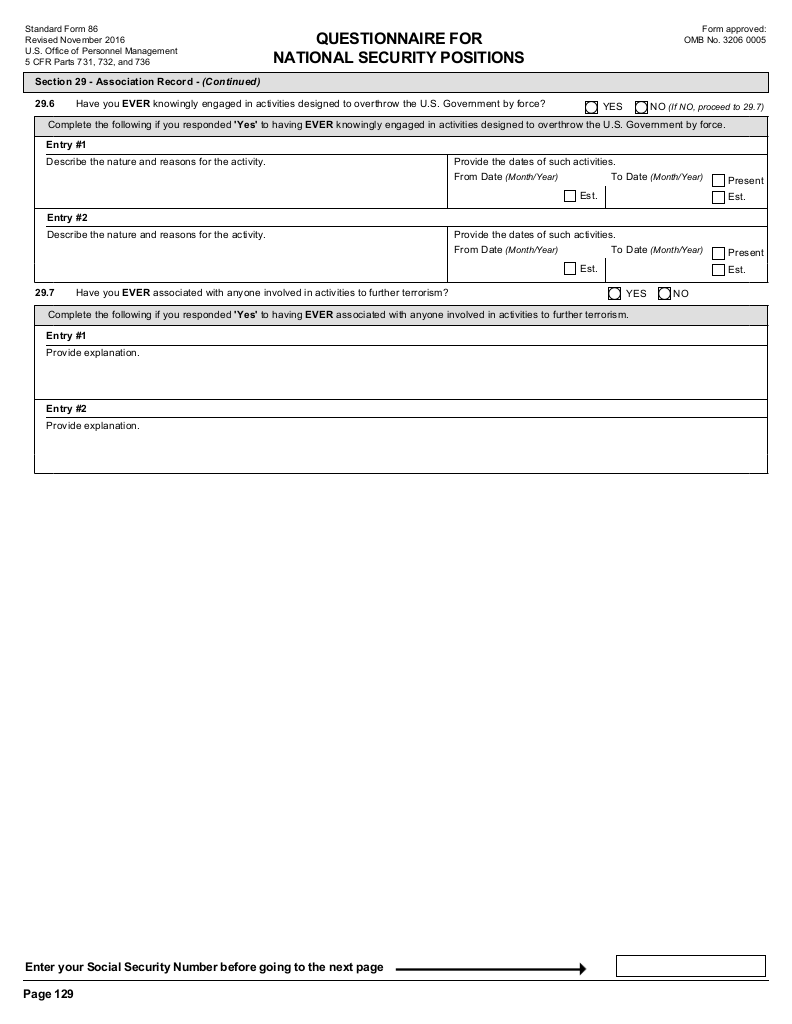 Standard Form 86
Revised November 2016
U.S. Office of Personnel Management
5 CFR Parts 731, 732, and 736
QUESTIONNAIRE FOR
NATIONAL SECURITY POSITIONS
Form approved:
OMB No. 3206 0005
Section 29 - Association Record - (Continued)
29.6 Have you EVER knowingly engaged in activities designed to overthrow the U.S. Government by force? YES NO (If NO, proceed to 29.7)
Complete the following if you responded 'Yes' to having EVER knowingly engaged in activities designed to overthrow the U.S. Government by force.
Entry #1
Describe the nature and reasons for the activity.
Provide the dates of such activities.
From Date (Month/Year) To Date (Month/Year) Present
Est. Est.
Entry #2
Describe the nature and reasons for the activity.
Provide the dates of such activities.
From Date (Month/Year) To Date (Month/Year) Present
Est. Est.
29.7 Have you EVER associated with anyone involved in activities to further terrorism? YES NO
Complete the following if you responded 'Yes' to having EVER associated with anyone involved in activities to further terrorism.
Entry #1
Provide explanation.
Entry #2
Provide explanation.
Enter your Social Security Number before going to the next page
Page 129